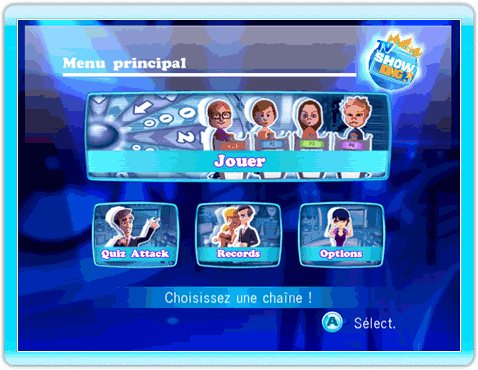 Menu principal
TV
SHOW
KING
Jouer
Quiz Attack
Records
Options
Choisissez une chaîne !
A Sélect.